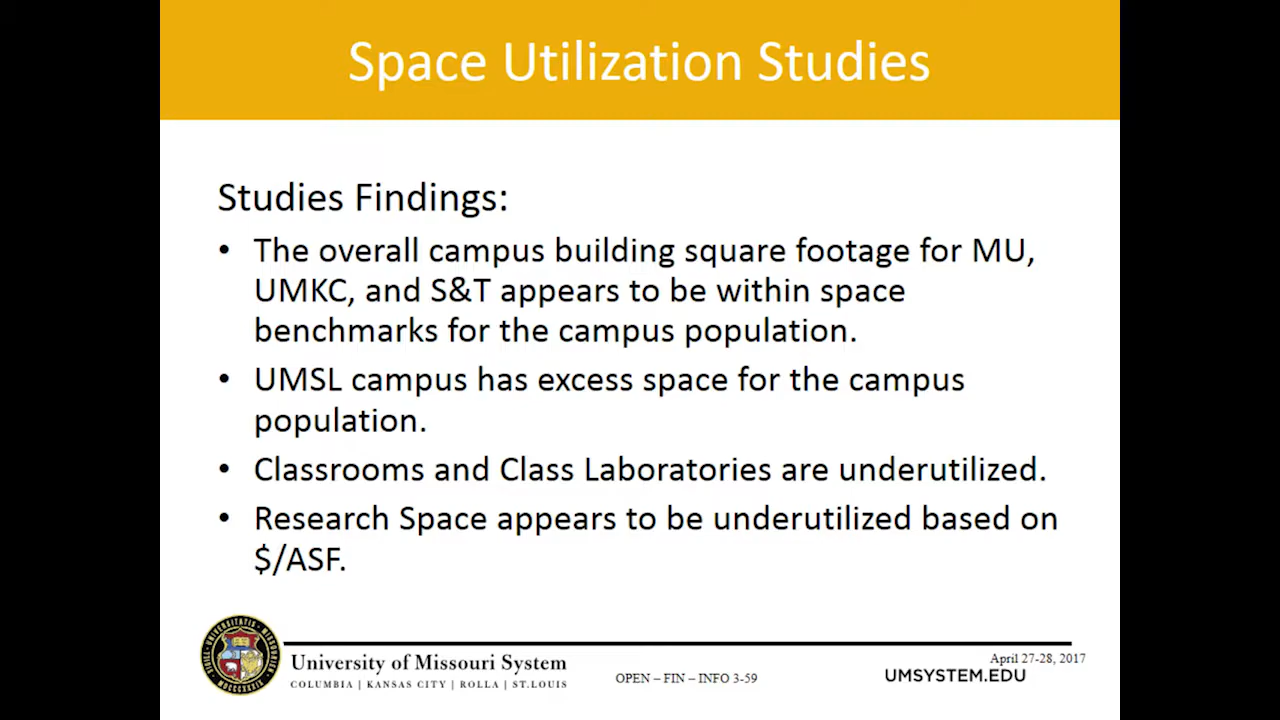 Space Utilization Studies
Studies Findings:
• The overall campus building square footage for MU,
UMKC, and S&T appears to be within space
benchmarks for the campus population.
• UMSL campus has excess space for the campus
population.
• Classrooms and Class Laboratories are underutilized.
• Research Space appears to be underutilized based on
$/ASF.
University of Missouri System
COLUMBIA | KANSAS CITY | ROLLA | ST.LOUIS
OPEN – FIN – INFO 3-59
April 27-28, 2017
UMSYSTEM.EDU